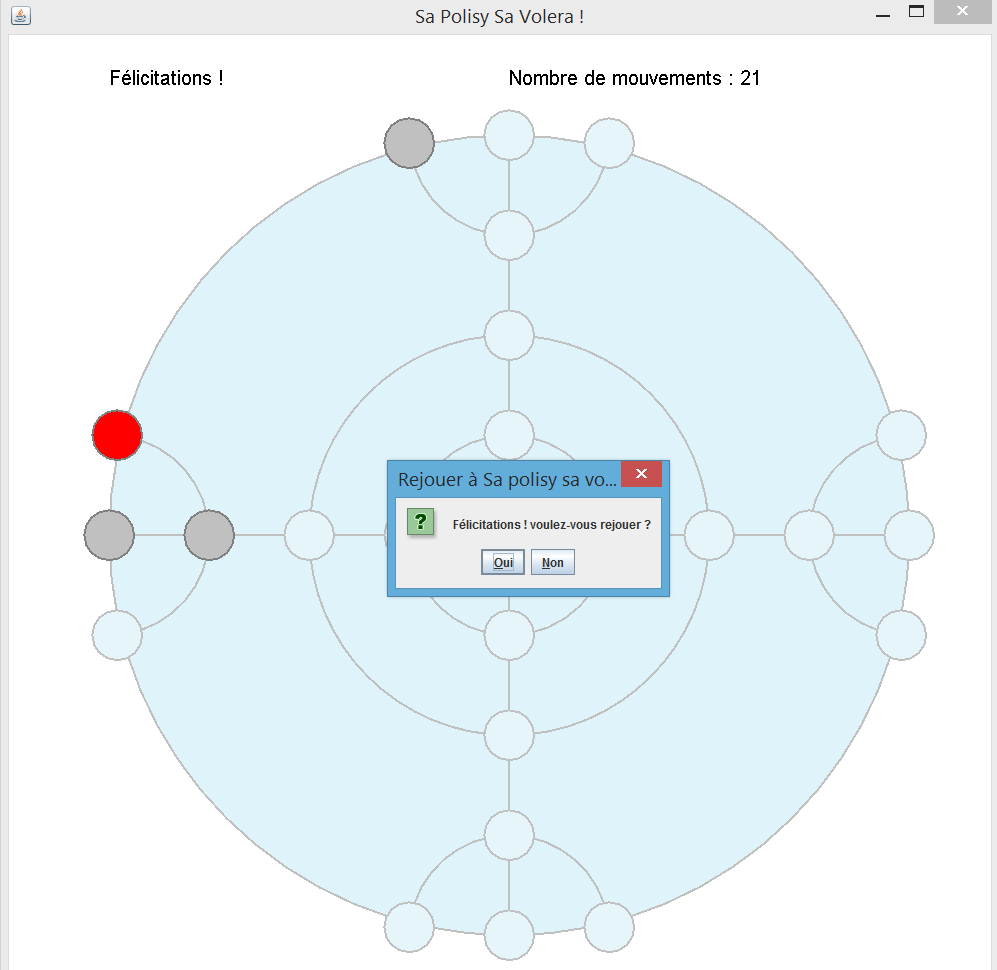 Sa Polisy Sa Volera !
Félicitations !
Nombre de mouvements : 21
Rejouer à Sa polisy sa vo...
?
Félicitations ! voulez-vous rejouer ?
Oui
Non